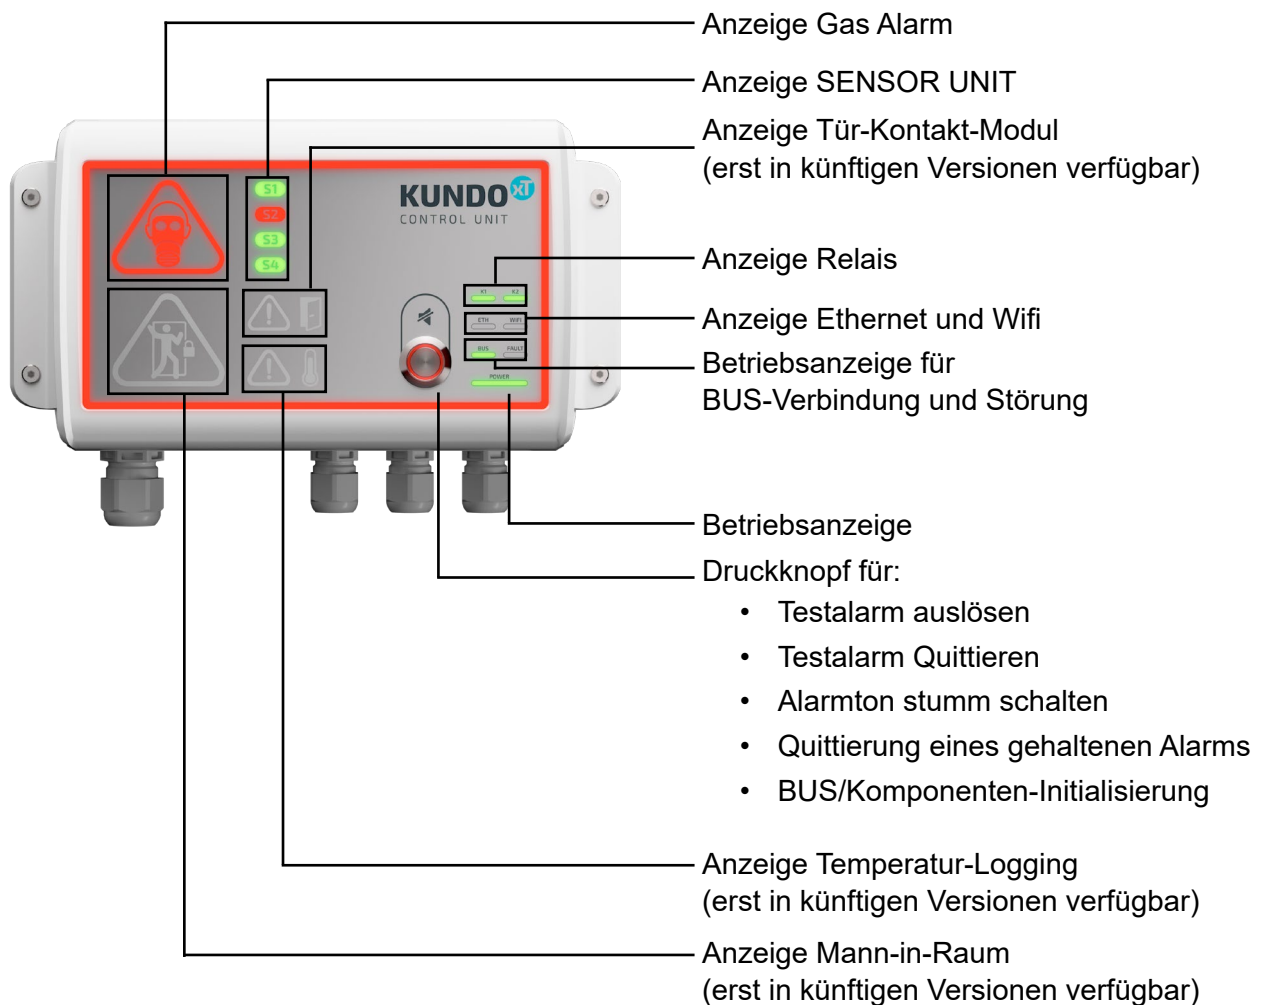 Anzeige Gas Alarm
Anzeige SENSOR UNIT
Anzeige Tür-Kontakt-Modul
(erst in künftigen Versionen verfügbar)
S1
S2
S3
S4
KUNDO xT
CONTROL UNIT
Anzeige Relais
K1 K2
Anzeige Ethernet und Wifi
ETH WIFI
Betriebsanzeige für
BUS-Verbindung und Störung
BUS FAULT
POWER
Betriebsanzeige
Druckknopf für:
• Testalarm auslösen
• Testalarm Quittieren
• Alarmton stumm schalten
• Quittierung eines gehaltenen Alarms
• BUS/Komponenten-Initialisierung
Anzeige Temperatur-Logging
(erst in künftigen Versionen verfügbar)
Anzeige Mann-in-Raum
(erst in künftigen Versionen verfügbar)